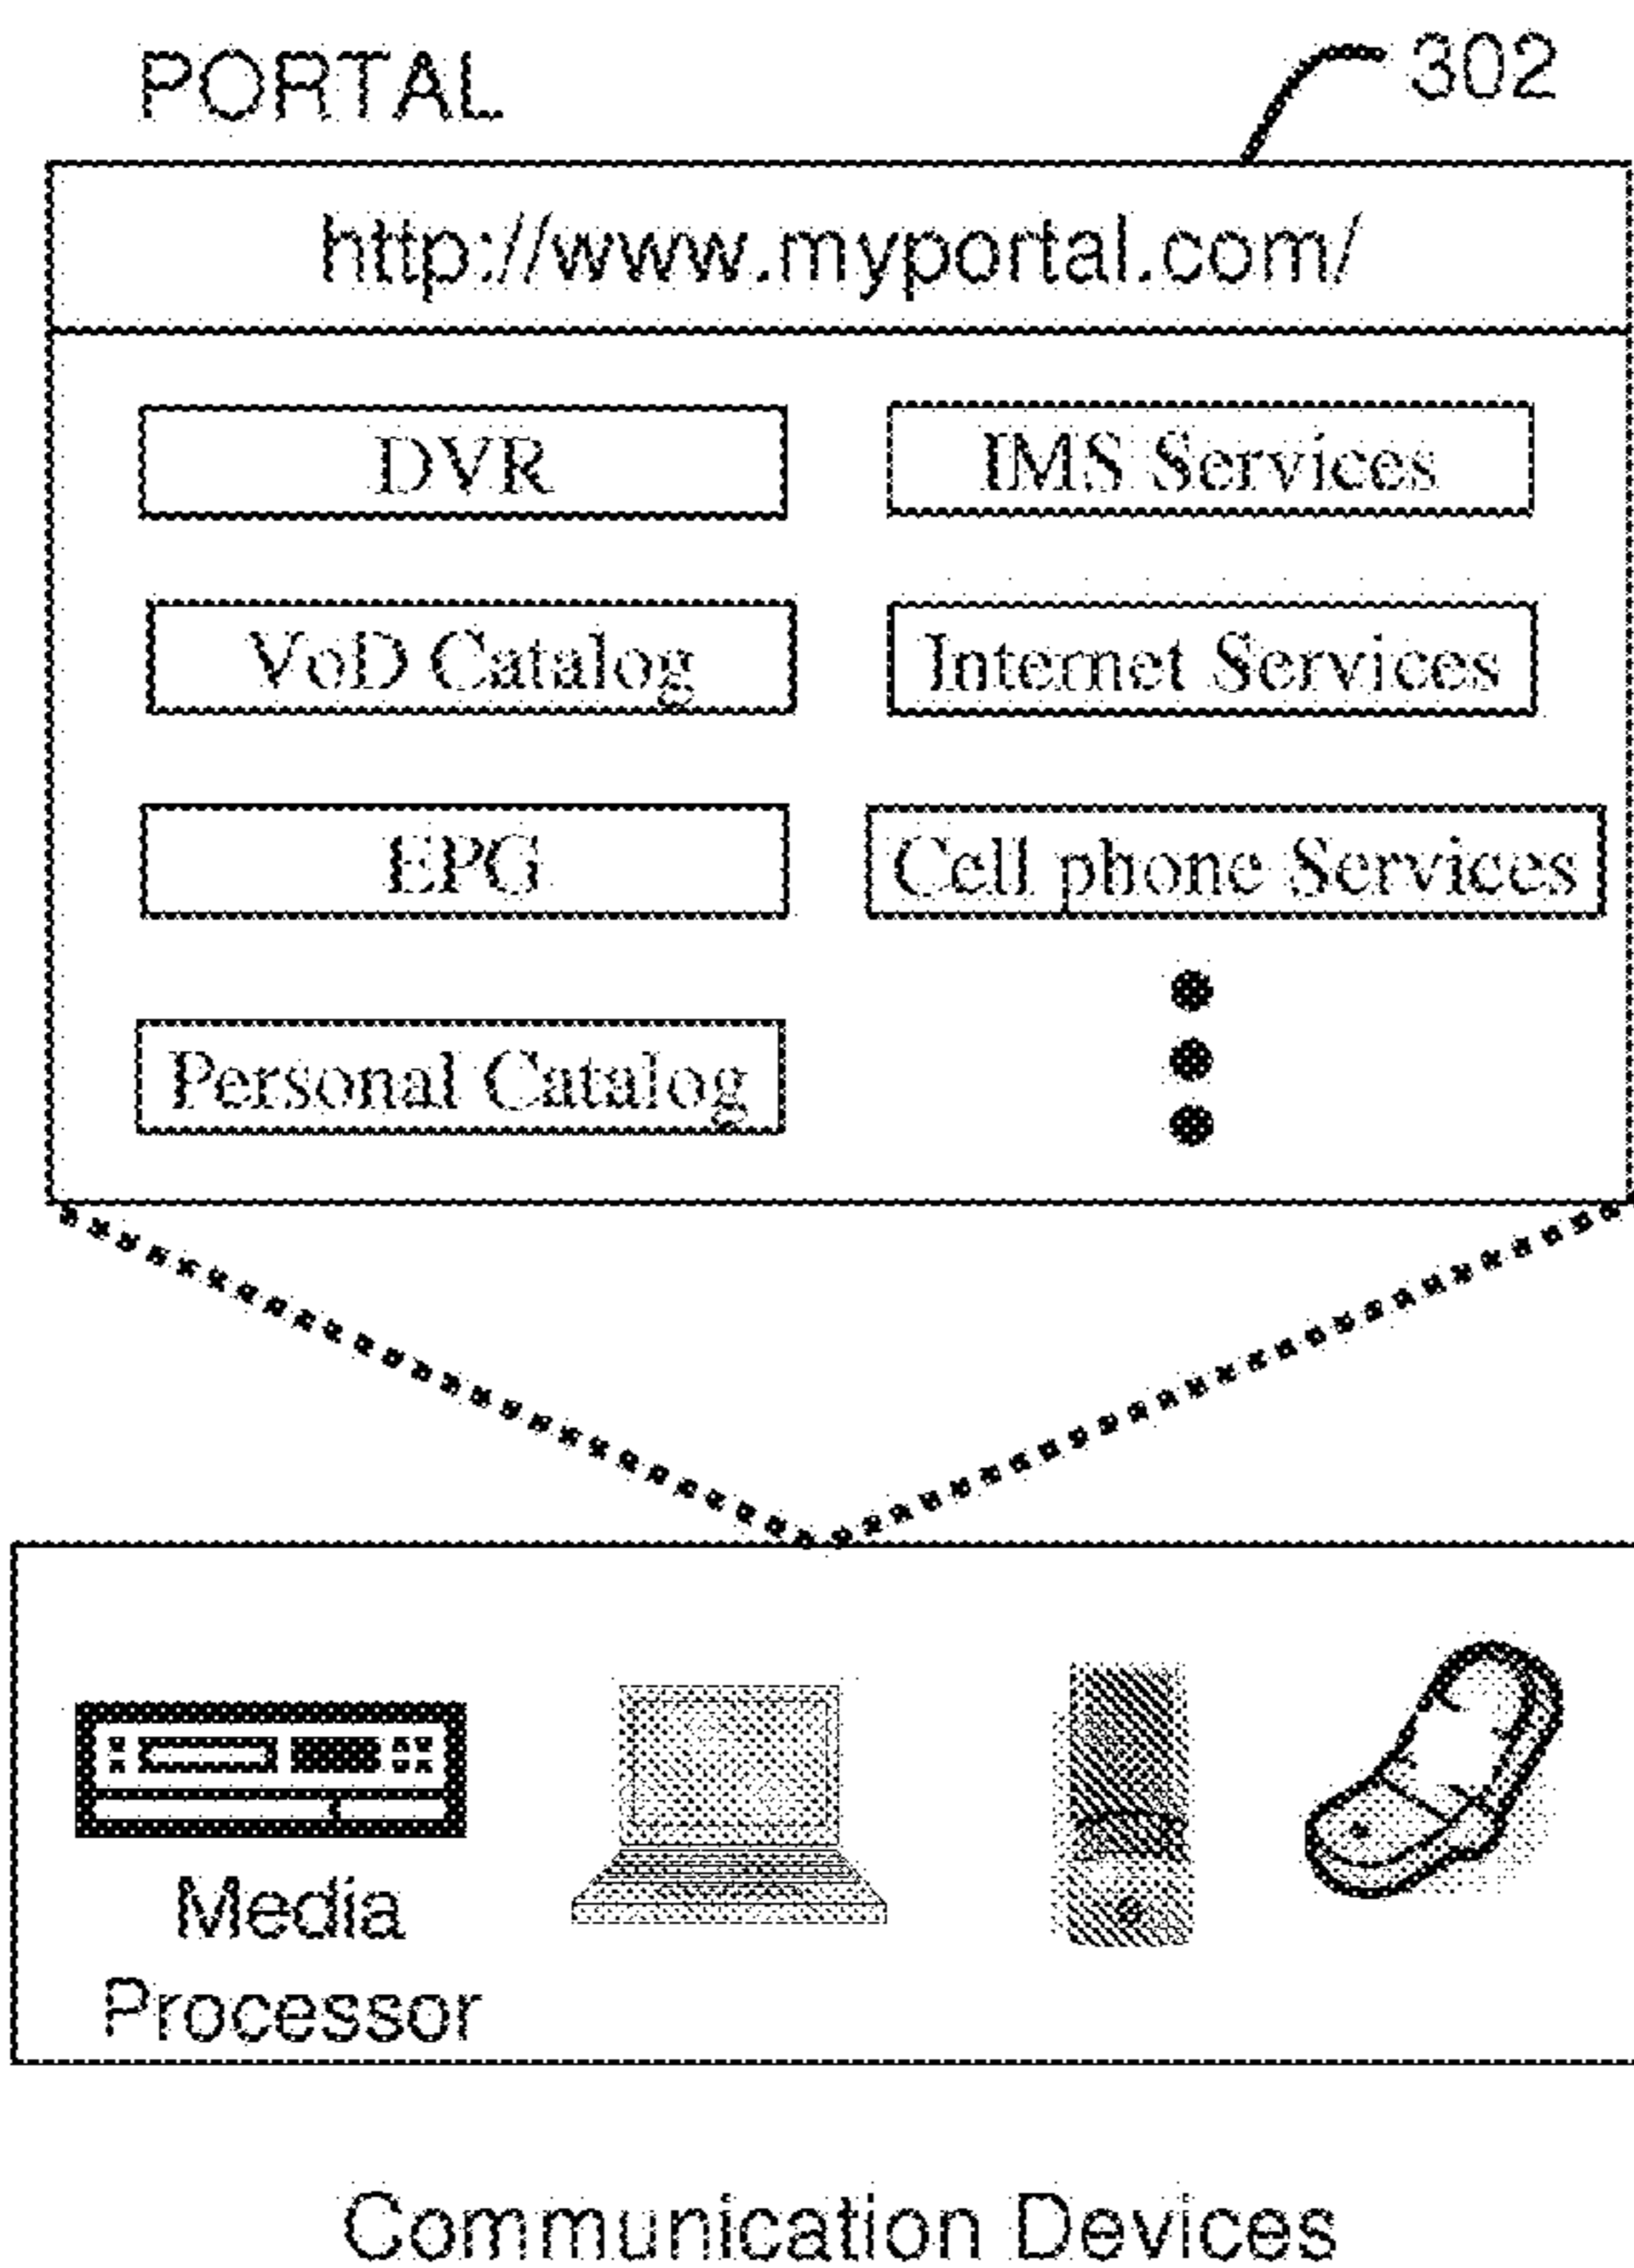 PORTAL
302
http://www.myportal.com/
DVR
IMS Services
VoD Catalog
Internet Services
EPG
Cell phone Services
Personal Catalog
Media
Processor
Communication Devices